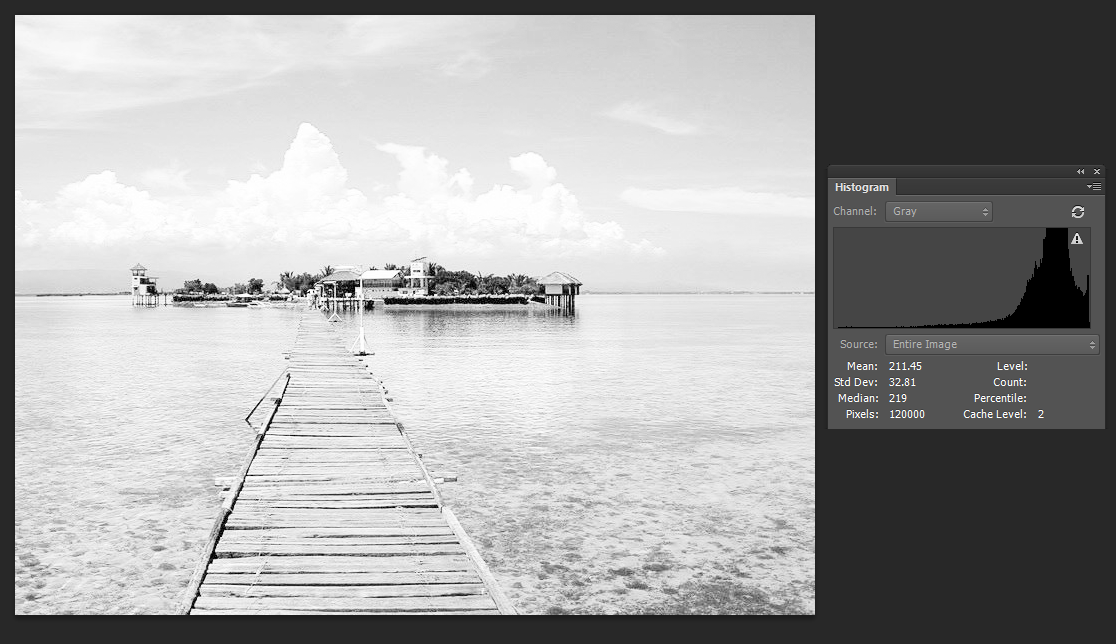 Histogram
Channel: Gray
Source: Entire Image
Mean: 211.45 Level:
Std Dev: 32.81 Count:
Median: 219 Percentile:
Pixels: 120000 Cache Level: 2